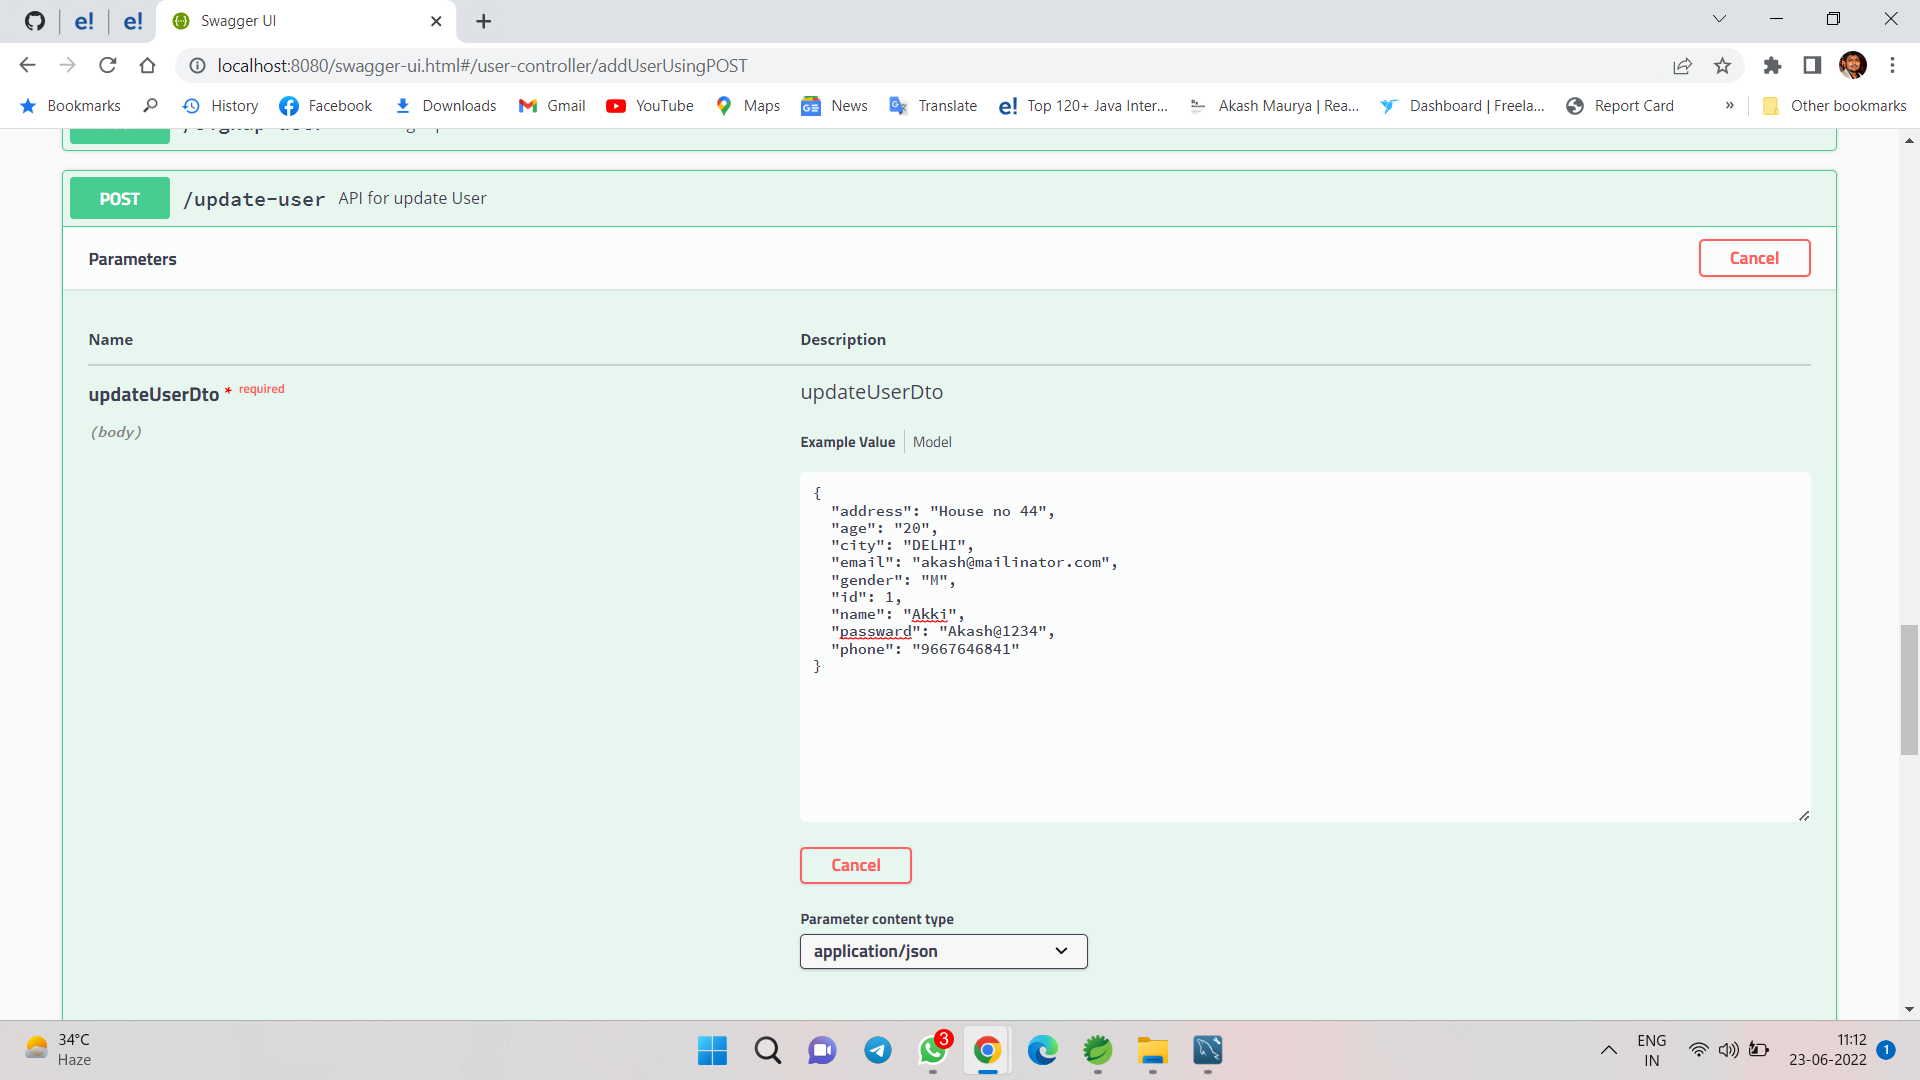 Swagger UI
localhost:8080/swagger-ui.html#/user-controller/addUserUsingPOST
Bookmarks History Facebook Downloads Gmail YouTube Maps News Translate Top 120+ Java Inter... Akash Maurya | Rea... Dashboard | Freela... Report Card » Other bookmarks
POST /update-user API for update User
Parameters Cancel
Name Description
updateUserDto * required updateUserDto
(body)
Example Value Model
{
"address": "House no 44",
"age": "20",
"city": "DELHI",
"email": "akash@mailinator.com",
"gender": "M",
"id": 1,
"name": "Akki",
"passward": "Akash@1234",
"phone": "9667646841"
}
Cancel
Parameter content type
application/json
34°C
Haze
3
ENG
IN
11:12
23-06-2022
1